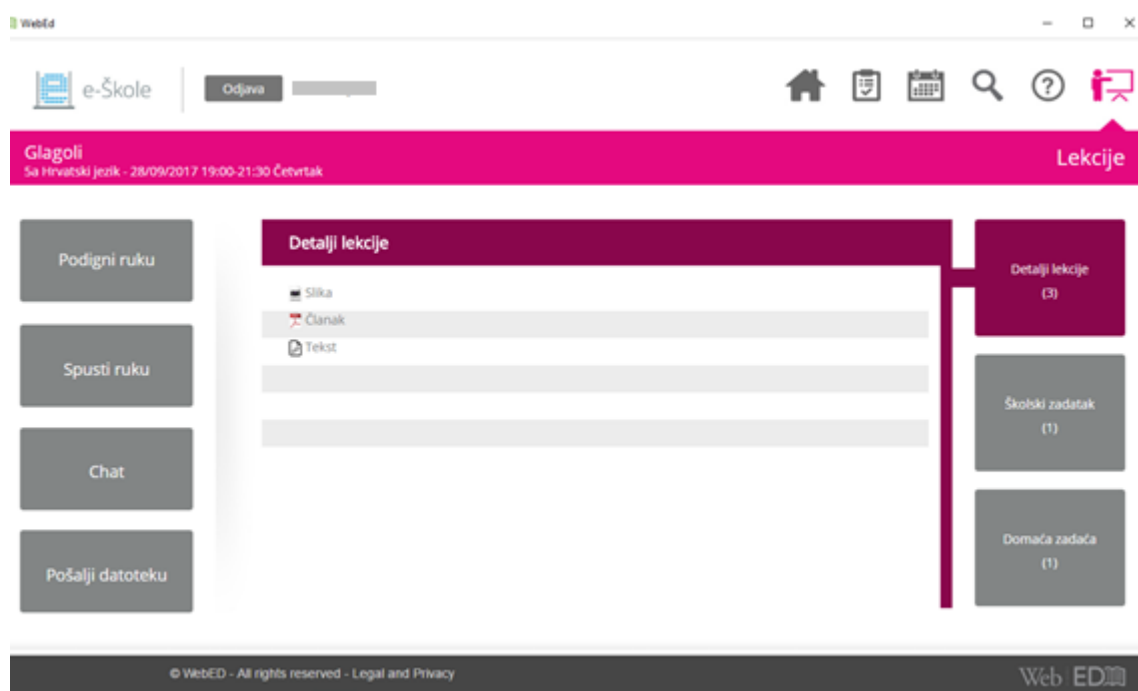 WebEd
e-Škole
Odjava
Glagoli
Sa Hrvatski jezik - 28/09/2017 19:00-21:30 Četvrtak
Lekcije
Podigni ruku
Spusti ruku
Chat
Pošalji datoteku
Detalji lekcije
Slika
Članak
Tekst
Detalji lekcije
(3)
Školski zadatak
(1)
Domaća zadaća
(1)
© WebED - All rights reserved - Legal and Privacy
Web ED